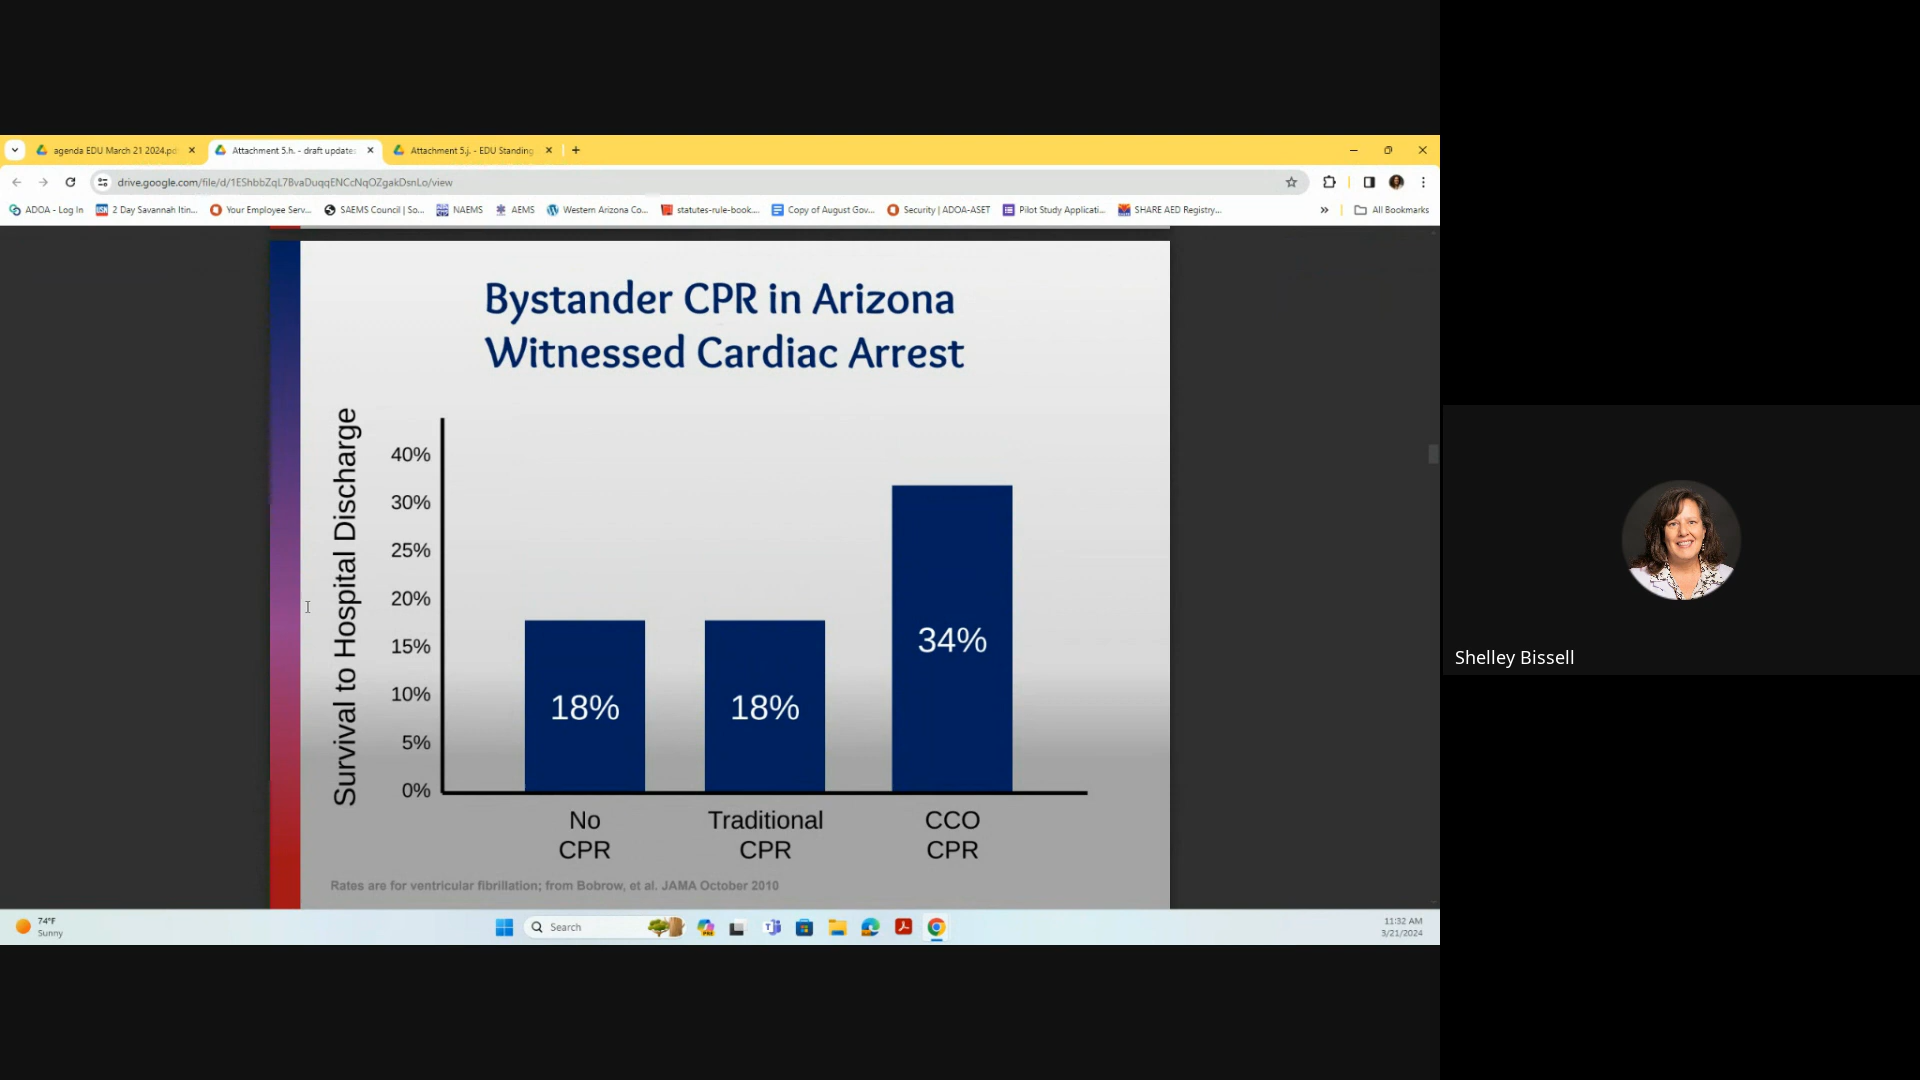 agenda EDU March 21 2024.pd
Attachment 5.h. - draft update
Attachment 5.j. - EDU Standing
drive.google.com/file/d/1EShbbZqL7BvaDuqqENCcNqOZgakDsnLo/view
ADOA - Log In
2 Day Savannah Itin...
Your Employee Serv...
SAEMS Council | So...
NAEMS
AEMS
Western Arizona Co...
statutes-rule-book....
Copy of August Gov...
Security | ADOA-ASET
Pilot Study Applicati...
SHARE AED Registry...
All Bookmarks
Bystander CPR in Arizona
Witnessed Cardiac Arrest
Survival to Hospital Discharge
40%
30%
25%
20%
15%
10%
5%
0%
18%
18%
34%
No
CPR
Traditional
CPR
CCO
CPR
Rates are for ventricular fibrillation; from Bobrow, et al. JAMA October 2010
Shelley Bissell
74°F
Sunny
Search
11:32 AM
3/21/2024